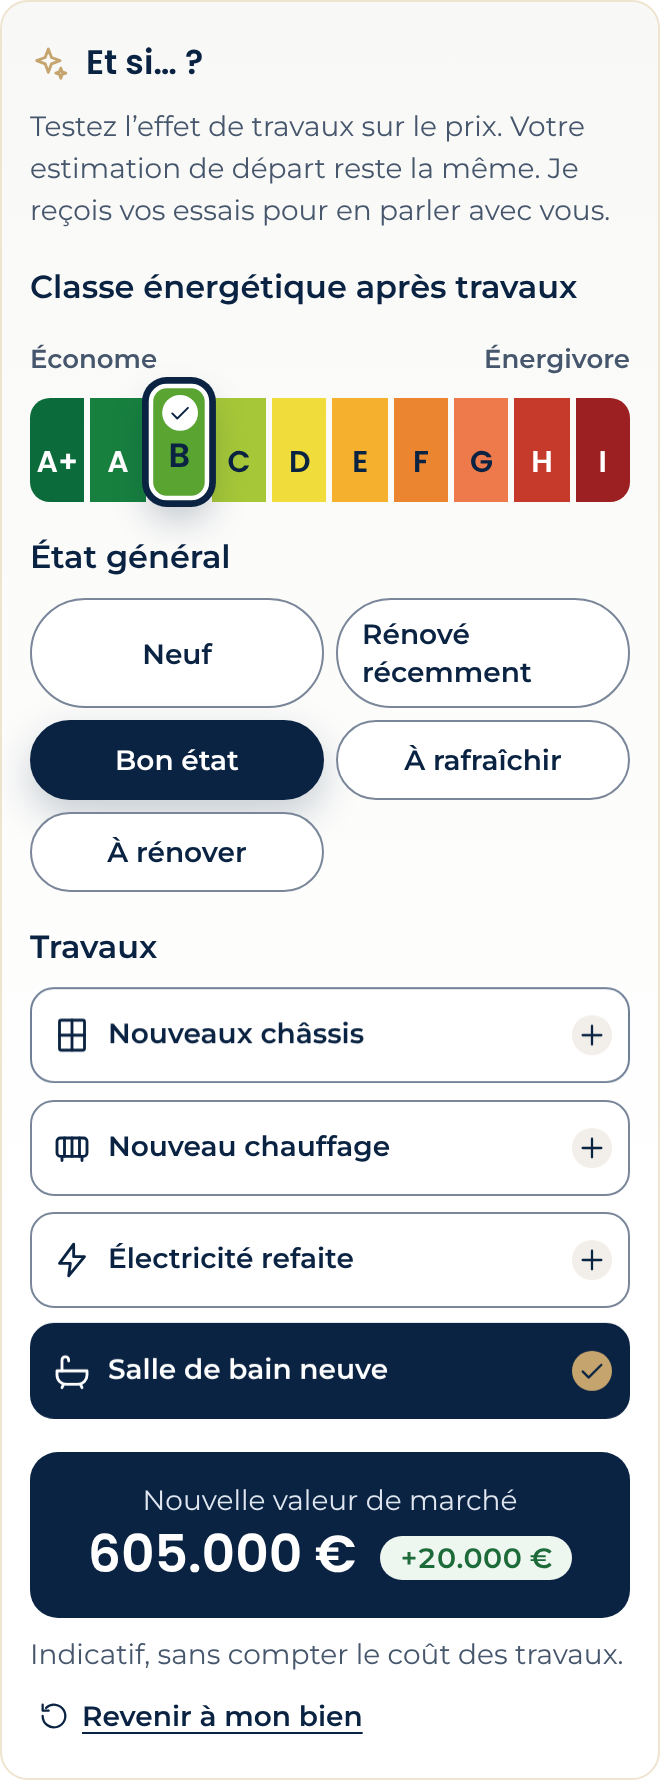 Et si... ?
Testez l’effet de travaux sur le prix. Votre
estimation de départ reste la même. Je
reçois vos essais pour en parler avec vous.
Classe énergétique après travaux
Économe Énergivore
A+ A B C D E F G H I
État général
Neuf
Rénové
récemment
Bon état
À rafraîchir
À rénover
Travaux
Nouveaux châssis
Nouveau chauffage
Électricité refaite
Salle de bain neuve
Nouvelle valeur de marché
605.000 € +20.000 €
Indicatif, sans compter le coût des travaux.
Revenir à mon bien